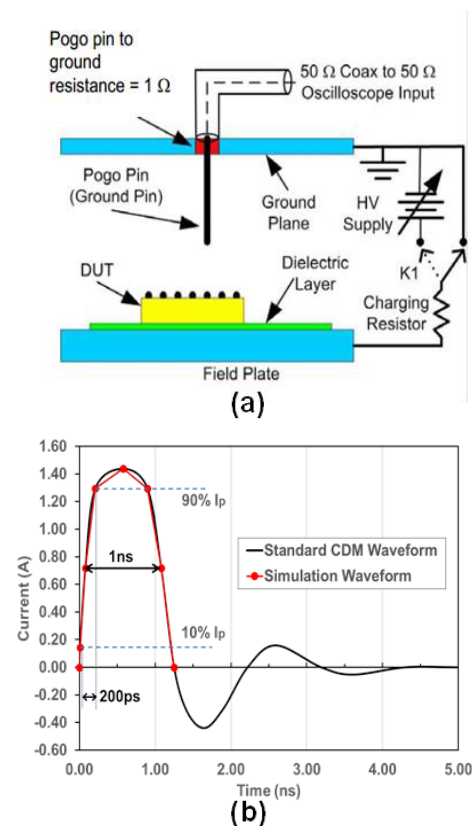 Pogo pin to
ground
resistance = 1 Ω
50 Ω Coax to 50 Ω
Oscilloscope Input
Pogo Pin
(Ground Pin)
Ground
Plane
HV
Supply
DUT
Dielectric
Layer
K1
Charging
Resistor
Field Plate
(a)
1.60
1.40
1.20
1.00
0.80
0.60
0.40
0.20
0.00
-0.20
-0.40
-0.60
Current (A)
90% Ip
1ns
Standard CDM Waveform
Simulation Waveform
10% Ip
200ps
0.00 1.00 2.00 3.00 4.00 5.00
Time (ns)
(b)